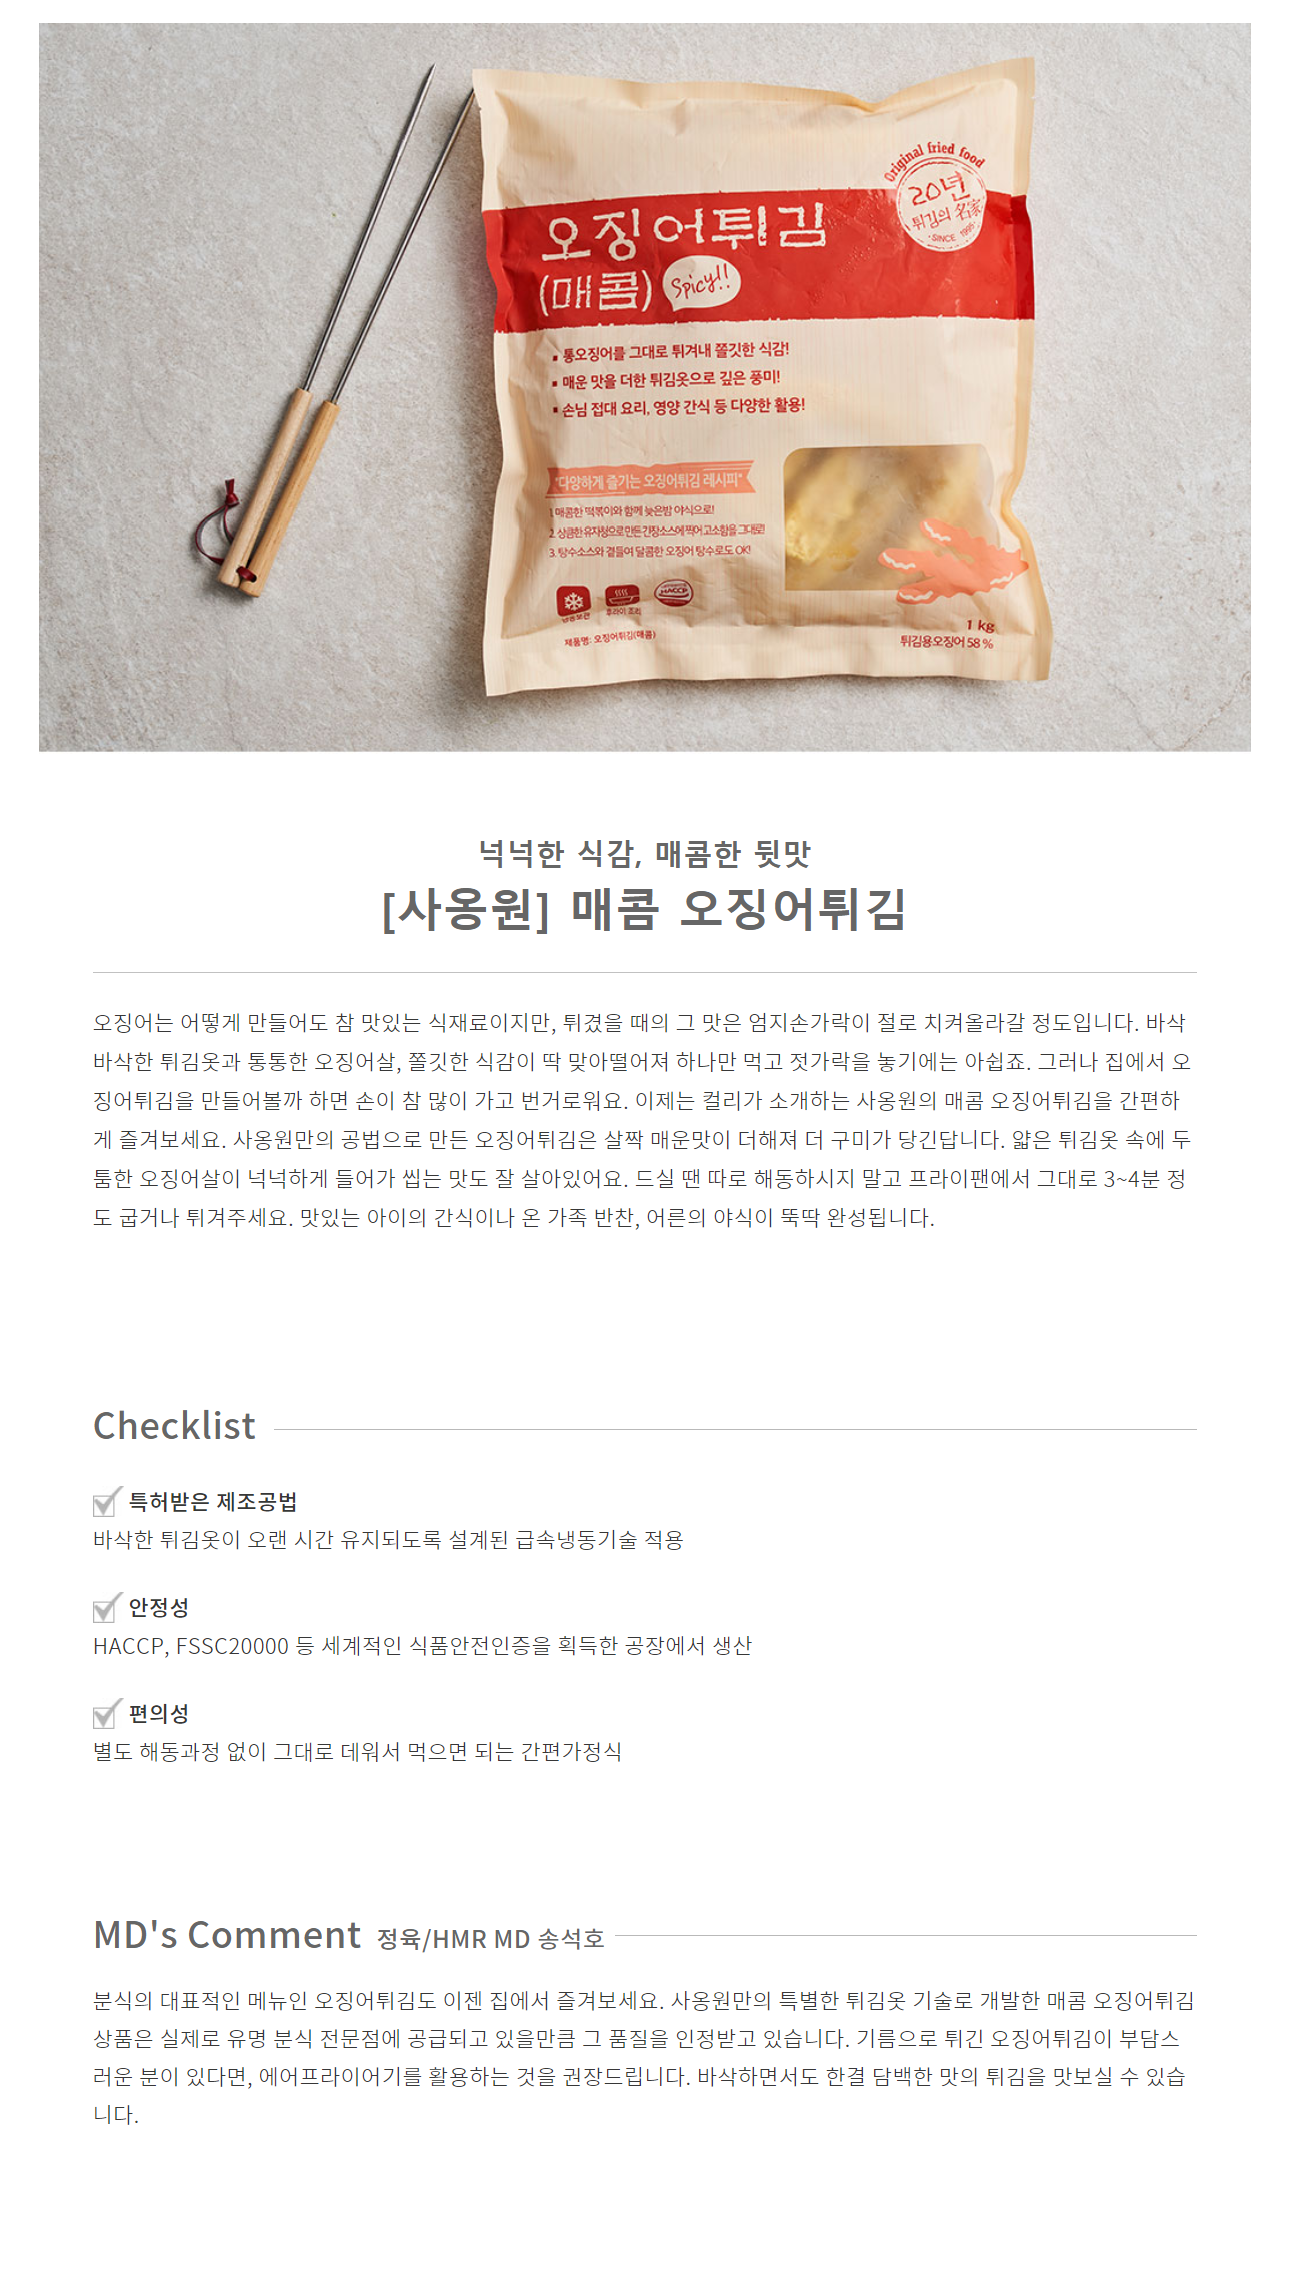 Original fried food
20년
튀김의 名家
·SINCE 1995·
오징어튀김
(매콤) Spicy!!
▪ 통오징어를 그대로 튀겨내 쫄깃한 식감!
▪ 매운 맛을 더한 튀김옷으로 깊은 풍미!
▪ 손님 접대 요리, 영양 간식 등 다양한 활용!
"다양하게 즐기는 오징어튀김 레시피"
1. 매콤한 떡볶이와 함께 늦은밤 야식으로!
2. 상큼한 유자청으로 만든 간장소스에 찍어 고소함을 그대로!
3. 탕수소스와 곁들여 달콤한 오징어 탕수로도 OK!
HACCP
냉동보관 후라이 조리
제품명: 오징어튀김(매콤)
1 kg
튀김용오징어 58 %
넉넉한 식감, 매콤한 뒷맛
[사옹원] 매콤 오징어튀김
오징어는 어떻게 만들어도 참 맛있는 식재료이지만, 튀겼을 때의 그 맛은 엄지손가락이 절로 치켜올라갈 정도입니다. 바삭
바삭한 튀김옷과 통통한 오징어살, 쫄깃한 식감이 딱 맞아떨어져 하나만 먹고 젓가락을 놓기에는 아쉽죠. 그러나 집에서 오
징어튀김을 만들어볼까 하면 손이 참 많이 가고 번거로워요. 이제는 컬리가 소개하는 사옹원의 매콤 오징어튀김을 간편하
게 즐겨보세요. 사옹원만의 공법으로 만든 오징어튀김은 살짝 매운맛이 더해져 더 구미가 당긴답니다. 얇은 튀김옷 속에 두
툼한 오징어살이 넉넉하게 들어가 씹는 맛도 잘 살아있어요. 드실 땐 따로 해동하시지 말고 프라이팬에서 그대로 3~4분 정
도 굽거나 튀겨주세요. 맛있는 아이의 간식이나 온 가족 반찬, 어른의 야식이 뚝딱 완성됩니다.
Checklist
특허받은 제조공법
바삭한 튀김옷이 오랜 시간 유지되도록 설계된 급속냉동기술 적용
안정성
HACCP, FSSC20000 등 세계적인 식품안전인증을 획득한 공장에서 생산
편의성
별도 해동과정 없이 그대로 데워서 먹으면 되는 간편가정식
MD's Comment 정육/HMR MD 송석호
분식의 대표적인 메뉴인 오징어튀김도 이젠 집에서 즐겨보세요. 사옹원만의 특별한 튀김옷 기술로 개발한 매콤 오징어튀김
상품은 실제로 유명 분식 전문점에 공급되고 있을만큼 그 품질을 인정받고 있습니다. 기름으로 튀긴 오징어튀김이 부담스
러운 분이 있다면, 에어프라이어기를 활용하는 것을 권장드립니다. 바삭하면서도 한결 담백한 맛의 튀김을 맛보실 수 있습
니다.